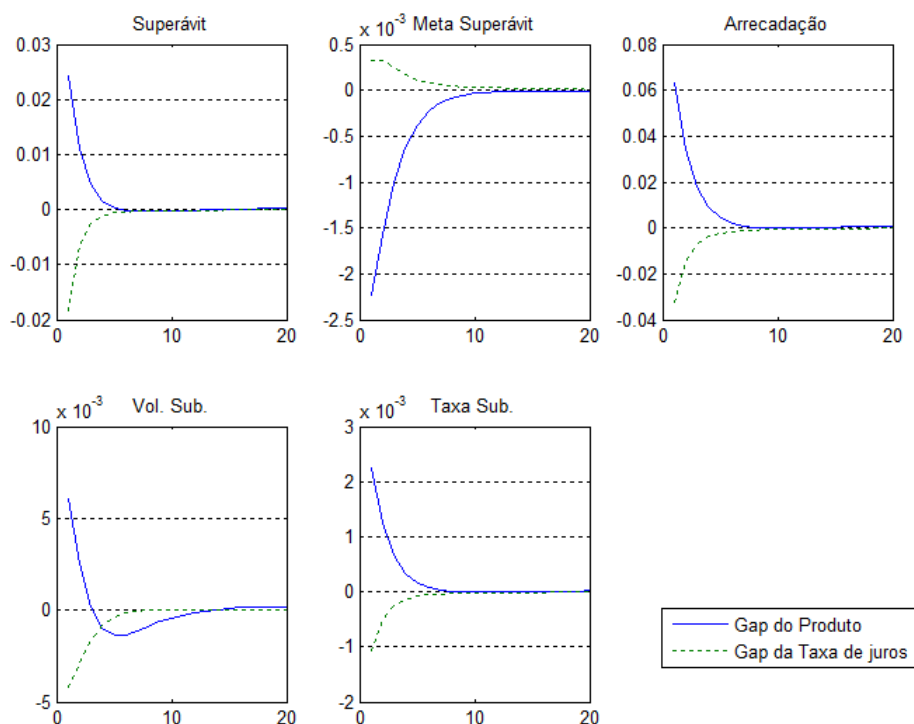 Superávit
0.03
0.02
0.01
0
-0.01
-0.02
0 10 20
Meta Superávit
x 10^-3
0.5
0
-0.5
-1
-1.5
-2
-2.5
0 10 20
Arrecadação
0.08
0.06
0.04
0.02
0
-0.02
-0.04
0 10 20
Vol. Sub.
x 10^-3
10
5
0
-5
0 10 20
Taxa Sub.
x 10^-3
3
2
1
0
-1
-2
0 10 20
Gap do Produto
Gap da Taxa de juros